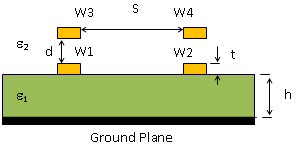 W3 S W4
ε2 d W1 W2 t
ε1 h
Ground Plane